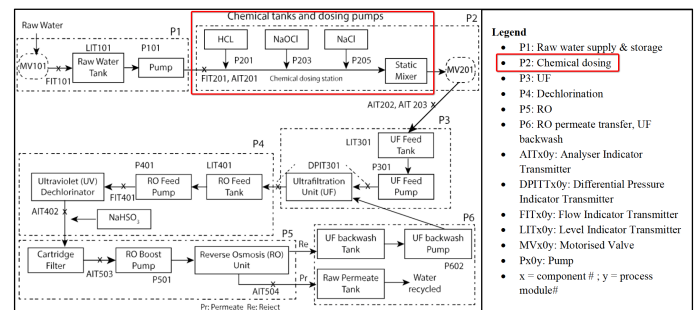 Chemical tanks and dosing pumps
Raw Water
P1
P2
HCL
NaOCl
NaCl
LIT101
P101
MV101
Raw Water
Tank
Pump
P201
P203
P205
Static
Mixer
MV201
FIT101
FIT201, AIT201
Chemical dosing station
AIT202, AIT 203
P3
LIT301
UF Feed
Tank
P4
P401
LIT401
DPIT301
P301
Ultraviolet (UV)
Dechlorinator
RO Feed
Pump
RO Feed
Tank
Ultrafiltration
Unit (UF)
UF Feed
Pump
FIT401
AIT402
NaHSO₃
P5
P6
Re
UF backwash
Tank
UF Backwash
Pump
Cartridge
Filter
RO Boost
Pump
Reverse Osmosis (RO)
Unit
P602
AIT503
P501
AIT504
Pr
Raw Permeate
Tank
Water
recycled
Pr: Permeate Re: Reject
Legend
• P1: Raw water supply & storage
• P2: Chemical dosing
• P3: UF
• P4: Dechlorination
• P5: RO
• P6: RO permeate transfer, UF
backwash
• AITx0y: Analyser Indicator
Transmitter
• DPITTx0y: Differential Pressure
Indicator Transmitter
• FITx0y: Flow Indicator Transmitter
• LITx0y: Level Indicator Transmitter
• MVx0y: Motorised Valve
• Px0y: Pump
• x = component # ; y = process
module#